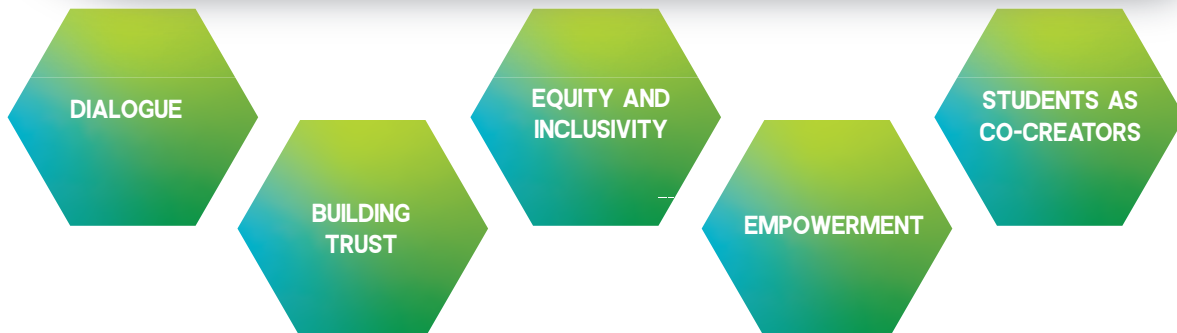 DIALOGUE
BUILDING
TRUST
EQUITY AND
INCLUSIVITY
EMPOWERMENT
STUDENTS AS
CO-CREATORS